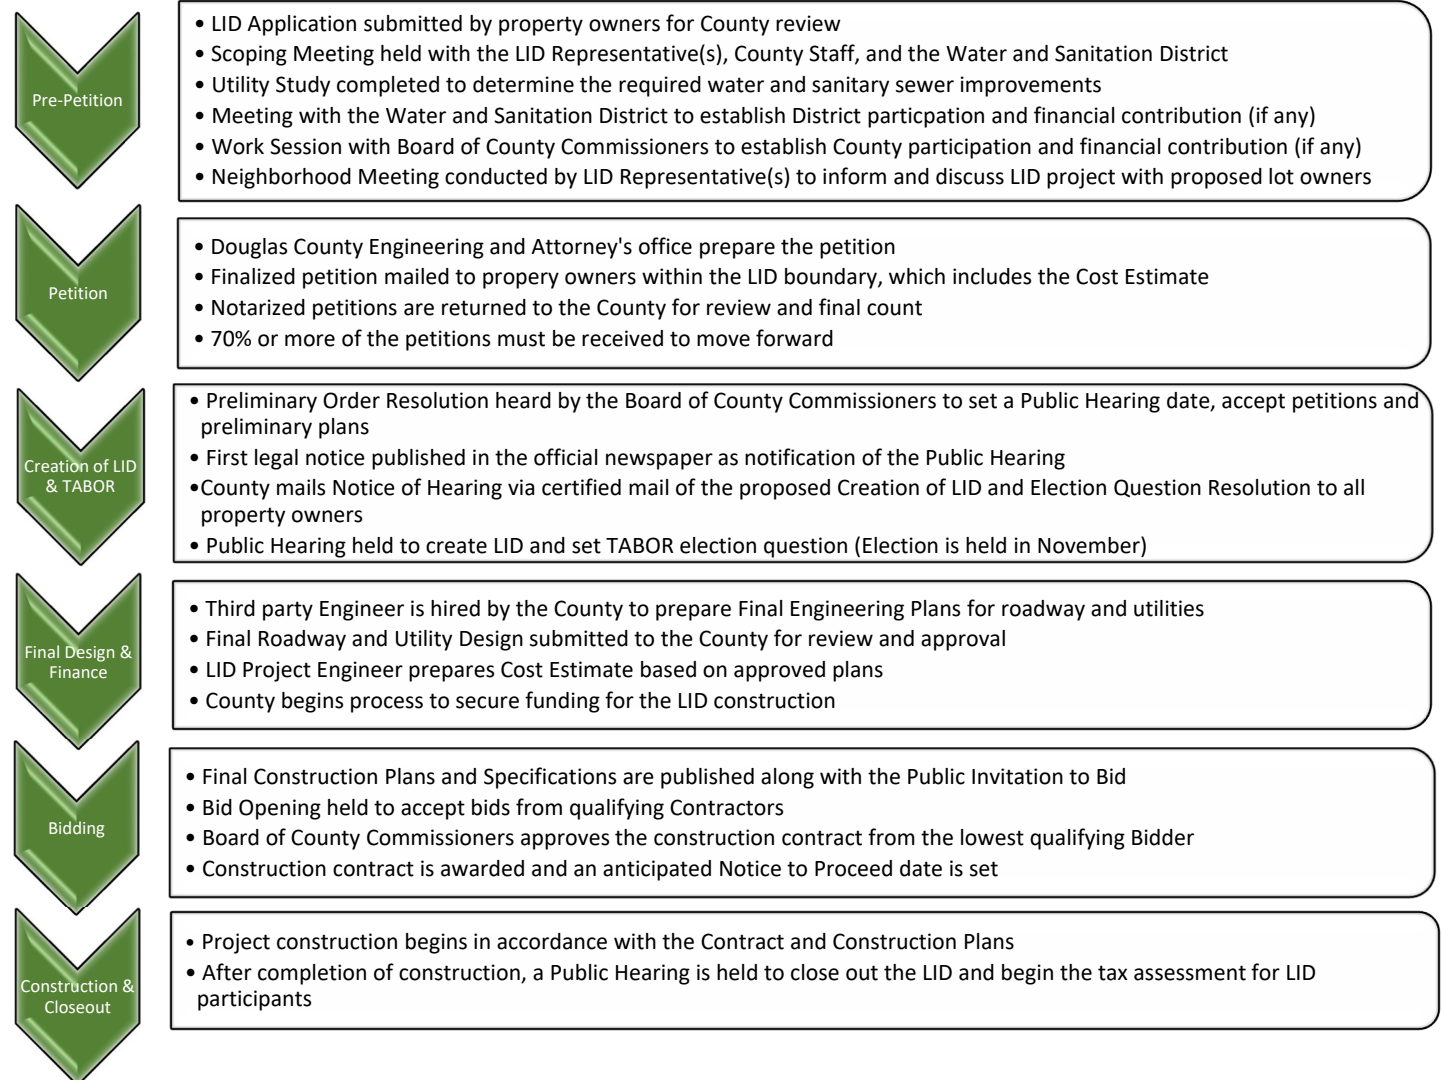 Pre-Petition
• LID Application submitted by property owners for County review
• Scoping Meeting held with the LID Representative(s), County Staff, and the Water and Sanitation District
• Utility Study completed to determine the required water and sanitary sewer improvements
• Meeting with the Water and Sanitation District to establish District particpation and financial contribution (if any)
• Work Session with Board of County Commissioners to establish County participation and financial contribution (if any)
• Neighborhood Meeting conducted by LID Representative(s) to inform and discuss LID project with proposed lot owners
Petition
• Douglas County Engineering and Attorney's office prepare the petition
• Finalized petition mailed to propery owners within the LID boundary, which includes the Cost Estimate
• Notarized petitions are returned to the County for review and final count
• 70% or more of the petitions must be received to move forward
Creation of LID
& TABOR
• Preliminary Order Resolution heard by the Board of County Commissioners to set a Public Hearing date, accept petitions and
preliminary plans
• First legal notice published in the official newspaper as notification of the Public Hearing
•County mails Notice of Hearing via certified mail of the proposed Creation of LID and Election Question Resolution to all
property owners
• Public Hearing held to create LID and set TABOR election question (Election is held in November)
Final Design &
Finance
• Third party Engineer is hired by the County to prepare Final Engineering Plans for roadway and utilities
• Final Roadway and Utility Design submitted to the County for review and approval
• LID Project Engineer prepares Cost Estimate based on approved plans
• County begins process to secure funding for the LID construction
Bidding
• Final Construction Plans and Specifications are published along with the Public Invitation to Bid
• Bid Opening held to accept bids from qualifying Contractors
• Board of County Commissioners approves the construction contract from the lowest qualifying Bidder
• Construction contract is awarded and an anticipated Notice to Proceed date is set
Construction &
Closeout
• Project construction begins in accordance with the Contract and Construction Plans
• After completion of construction, a Public Hearing is held to close out the LID and begin the tax assessment for LID
participants